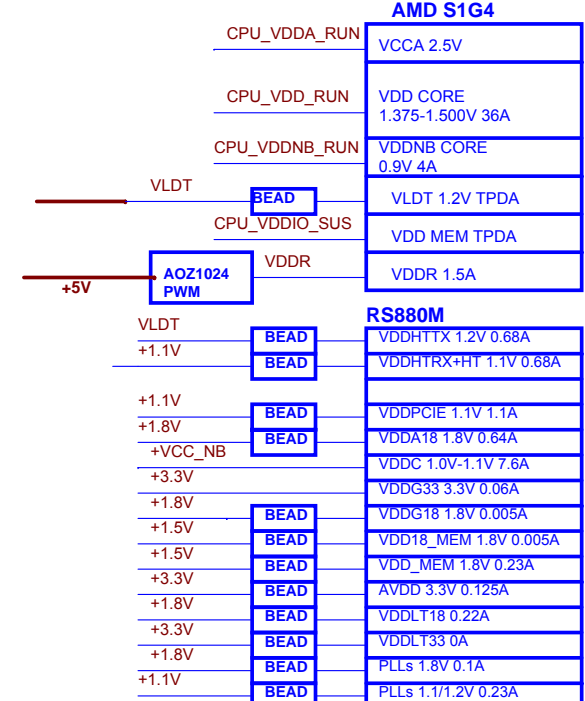 AMD S1G4
CPU_VDDA_RUN
VCCA 2.5V
CPU_VDD_RUN
VDD CORE
1.375-1.500V 36A
CPU_VDDNB_RUN
VDDNB CORE
0.9V 4A
VLDT
BEAD
VLDT 1.2V TPDA
CPU_VDDIO_SUS
VDD MEM TPDA
+5V
AOZ1024
PWM
VDDR
VDDR 1.5A
RS880M
VLDT
BEAD
VDDHTTX 1.2V 0.68A
+1.1V
BEAD
VDDHTRX+HT 1.1V 0.68A
+1.1V
BEAD
VDDPCIE 1.1V 1.1A
+1.8V
BEAD
VDDA18 1.8V 0.64A
+VCC_NB
VDDC 1.0V-1.1V 7.6A
+3.3V
VDDG33 3.3V 0.06A
+1.8V
BEAD
VDDG18 1.8V 0.005A
+1.5V
BEAD
VDD18_MEM 1.8V 0.005A
+1.5V
BEAD
VDD_MEM 1.8V 0.23A
+3.3V
BEAD
AVDD 3.3V 0.125A
+1.8V
BEAD
VDDLT18 0.22A
+3.3V
BEAD
VDDLT33 0A
+1.8V
BEAD
PLLs 1.8V 0.1A
+1.1V
BEAD
PLLs 1.1/1.2V 0.23A